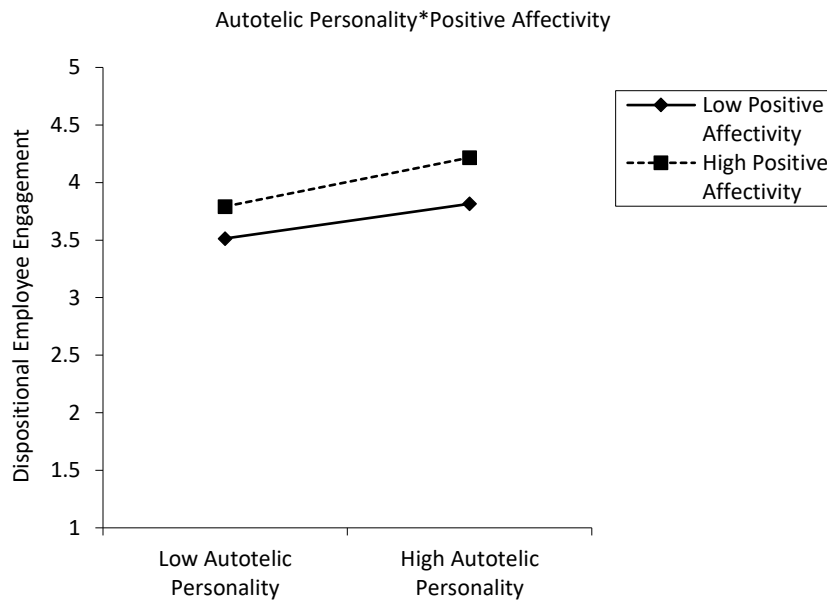 Autotelic Personality*Positive Affectivity
Dispositional Employee Engagement
5
4.5
4
3.5
3
2.5
2
1.5
1
Low Autotelic
Personality
High Autotelic
Personality
Low Positive
Affectivity
High Positive
Affectivity